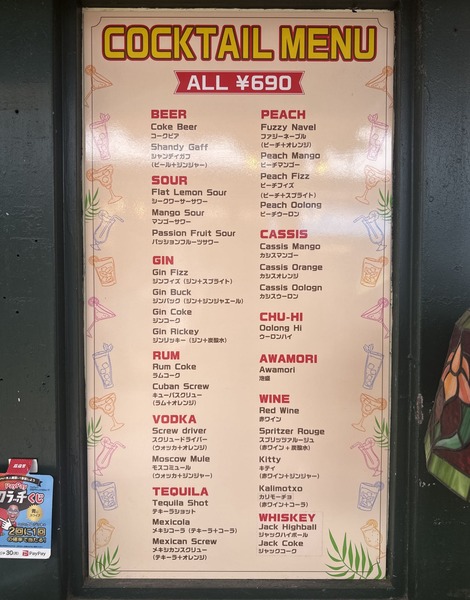 COCKTAIL MENU
ALL ¥690
BEER
Coke Beer
コークビア
Shandy Gaff
シャンディガフ
(ビール+ジンジャー)
SOUR
Flat Lemon Sour
シークワーサーサワー
Mango Sour
マンゴーサワー
Passion Fruit Sour
パッションフルーツサワー
GIN
Gin Fizz
ジンフィズ (ジン+スプライト)
Gin Buck
ジンバック (ジン+ジンジャエール)
Gin Coke
ジンコーク
Gin Rickey
ジンリッキー (ジン+炭酸水)
RUM
Rum Coke
ラムコーク
Cuban Screw
キューバスクリュー
(ラム+オレンジ)
VODKA
Screw driver
スクリュードライバー
(ウォッカ+オレンジ)
Moscow Mule
モスコミュール
(ウォッカ+ジンジャー)
TEQUILA
Tequila Shot
テキーラショット
Mexicola
メキシコーラ (テキーラ+コーラ)
Mexican Screw
メキシカンスクリュー
(テキーラ+オレンジ)
PEACH
Fuzzy Navel
ファジーネーブル
(ピーチ+オレンジ)
Peach Mango
ピーチマンゴー
Peach Fizz
ピーチフィズ
(ピーチ+スプライト)
Peach Oolong
ピーチウーロン
CASSIS
Cassis Mango
カシスマンゴー
Cassis Orange
カシスオレンジ
Cassis Oologn
カシスウーロン
CHU-HI
Oolong Hi
ウーロンハイ
AWAMORI
Awamori
泡盛
WINE
Red Wine
赤ワイン
Spritzer Rouge
スプリッツァルージュ
(赤ワイン+炭酸水)
Kitty
キティ
(赤ワイン+ジンジャー)
Kalimotxo
カリモーチョ
(赤ワイン+コーラ)
WHISKEY
Jack Highball
ジャックハイボール
Jack Coke
ジャックコーク
PayPay
クラッチくじ
2回に1回
PayPay